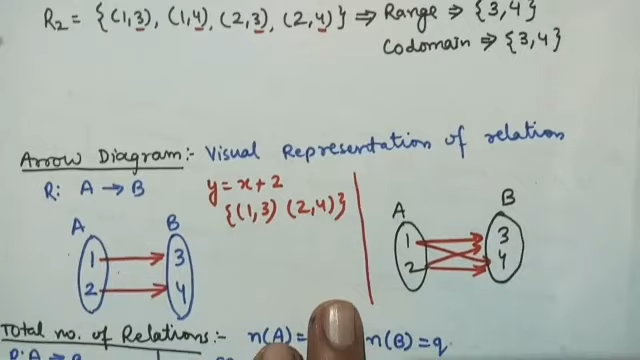 R₂ = {(1,3), (1,4), (2,3), (2,4)} ⇒ Range ⇒ {3,4}
Codomain ⇒ {3,4}
Arrow Diagram:- Visual Representation of relation
R: A → B
y = x + 2
{(1,3) (2,4)}
A B
1 3
2 4
A B
1 3
2 4
Total no. of Relations:- n(A) = n(B) = q
R: A → B